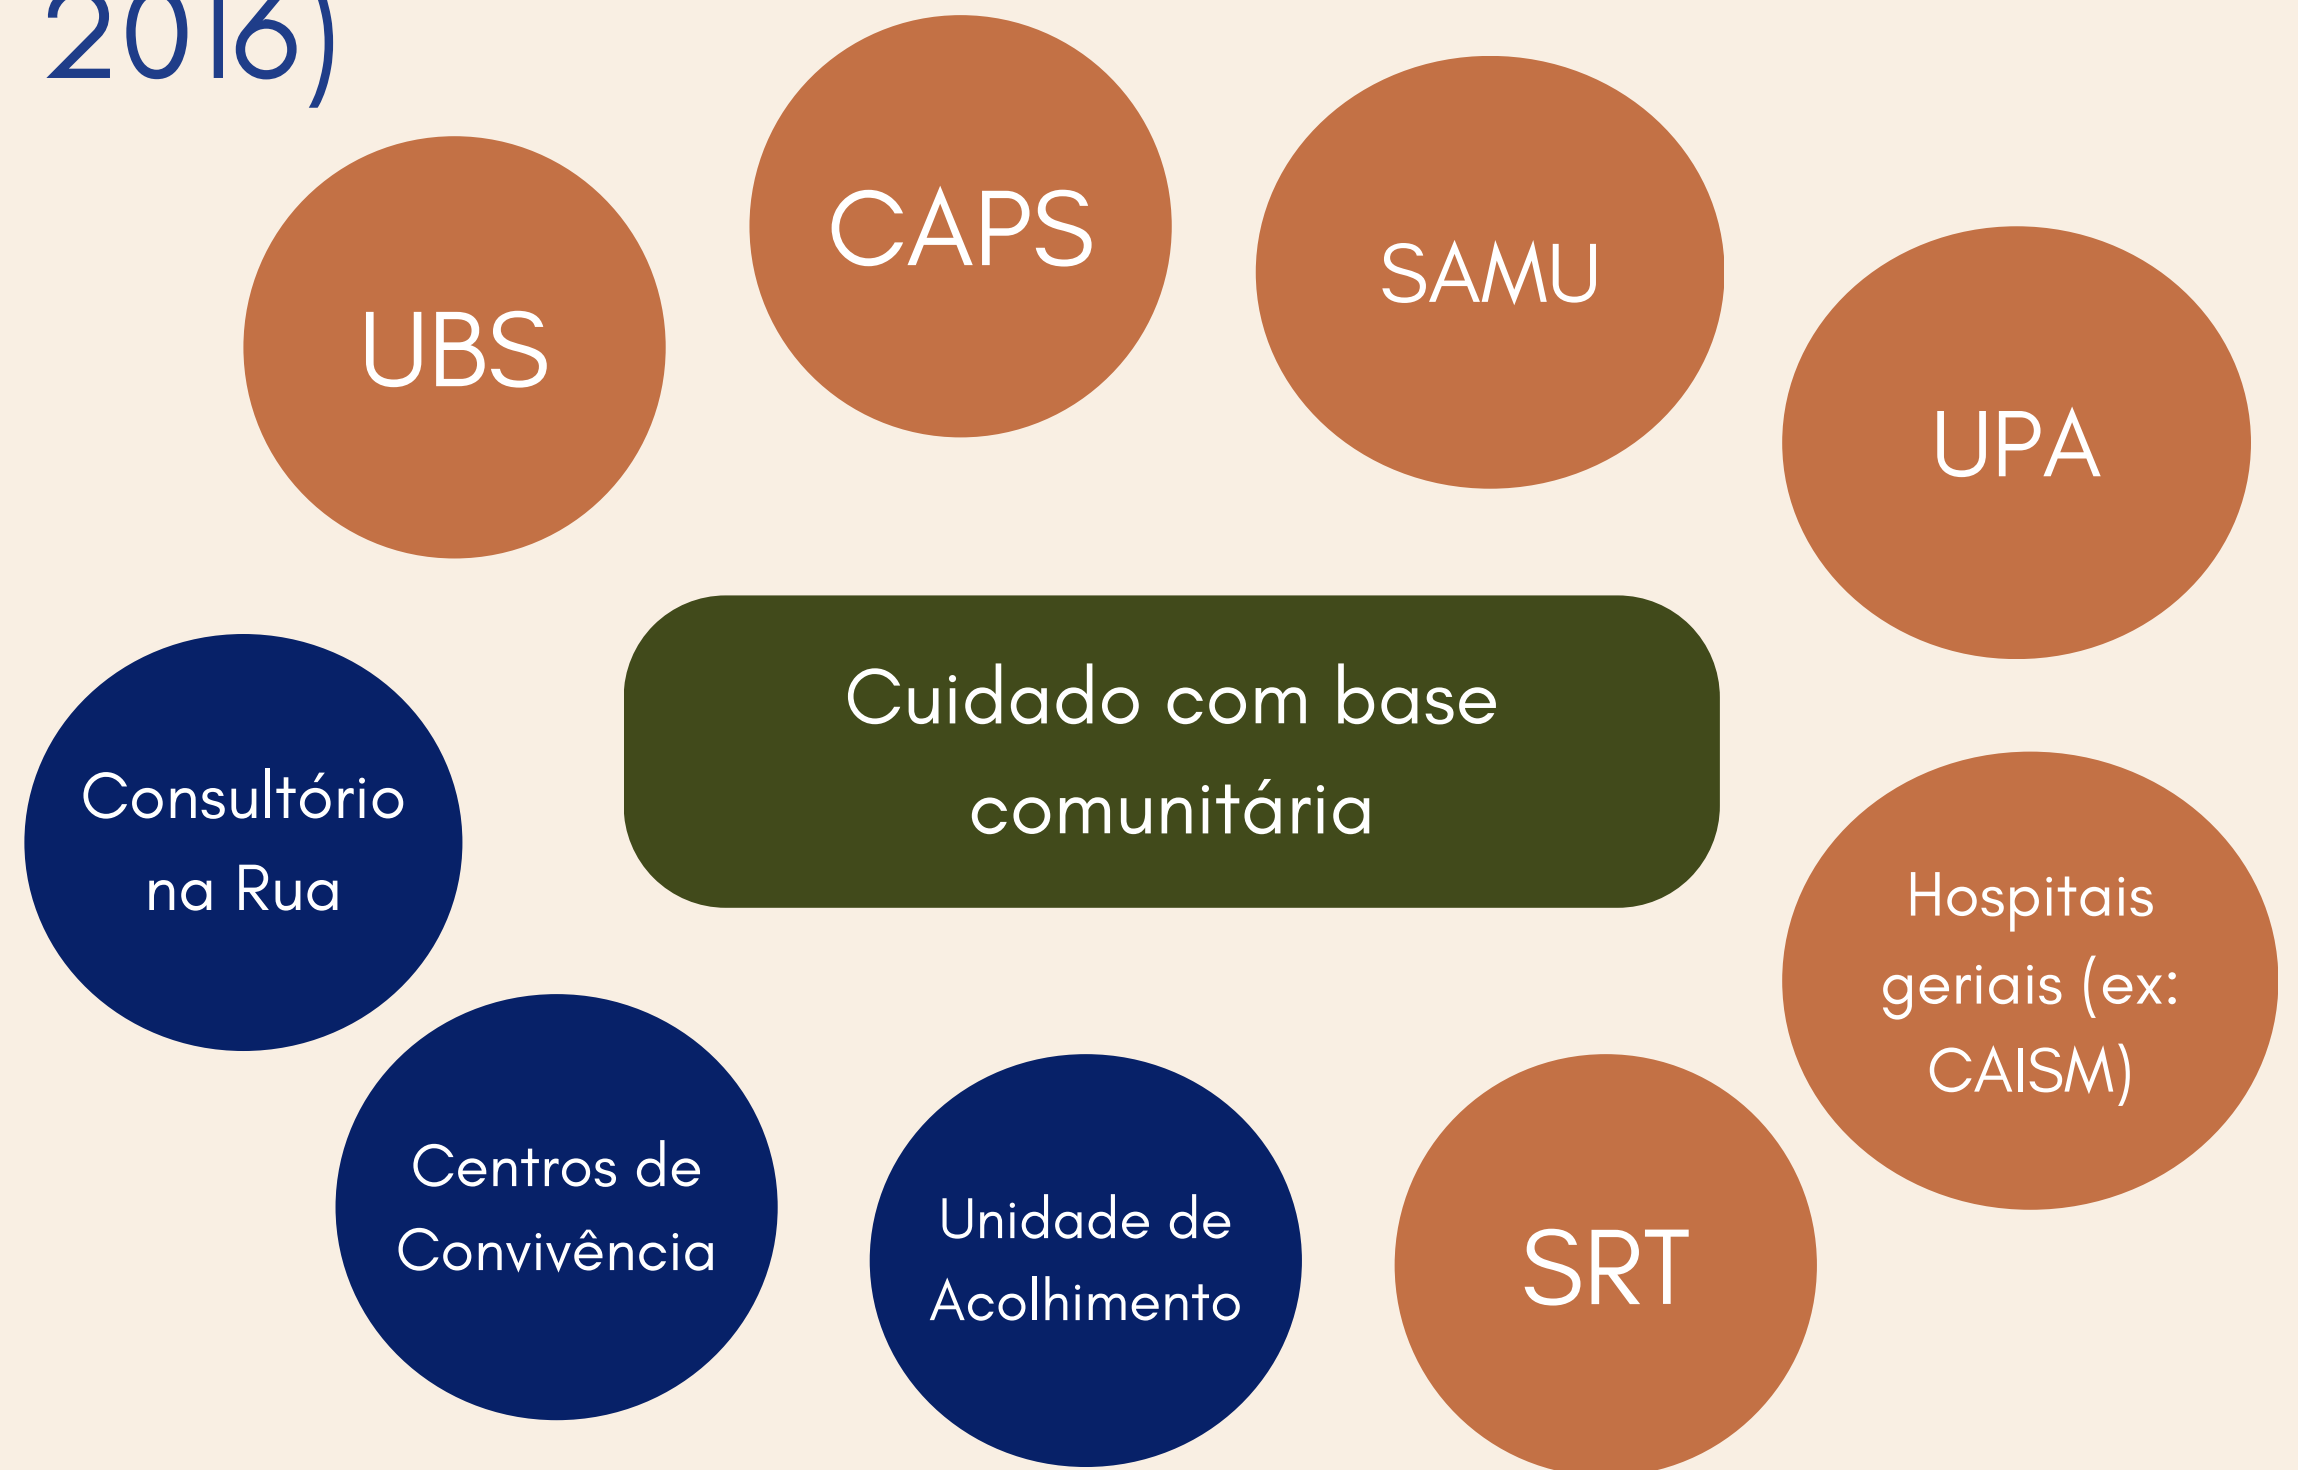 2016)
CAPS
SAMU
UBS
UPA
Cuidado com base
comunitária
Consultório
na Rua
Hospitais
geriais (ex:
CAISM)
Centros de
Convivência
Unidade de
Acolhimento
SRT